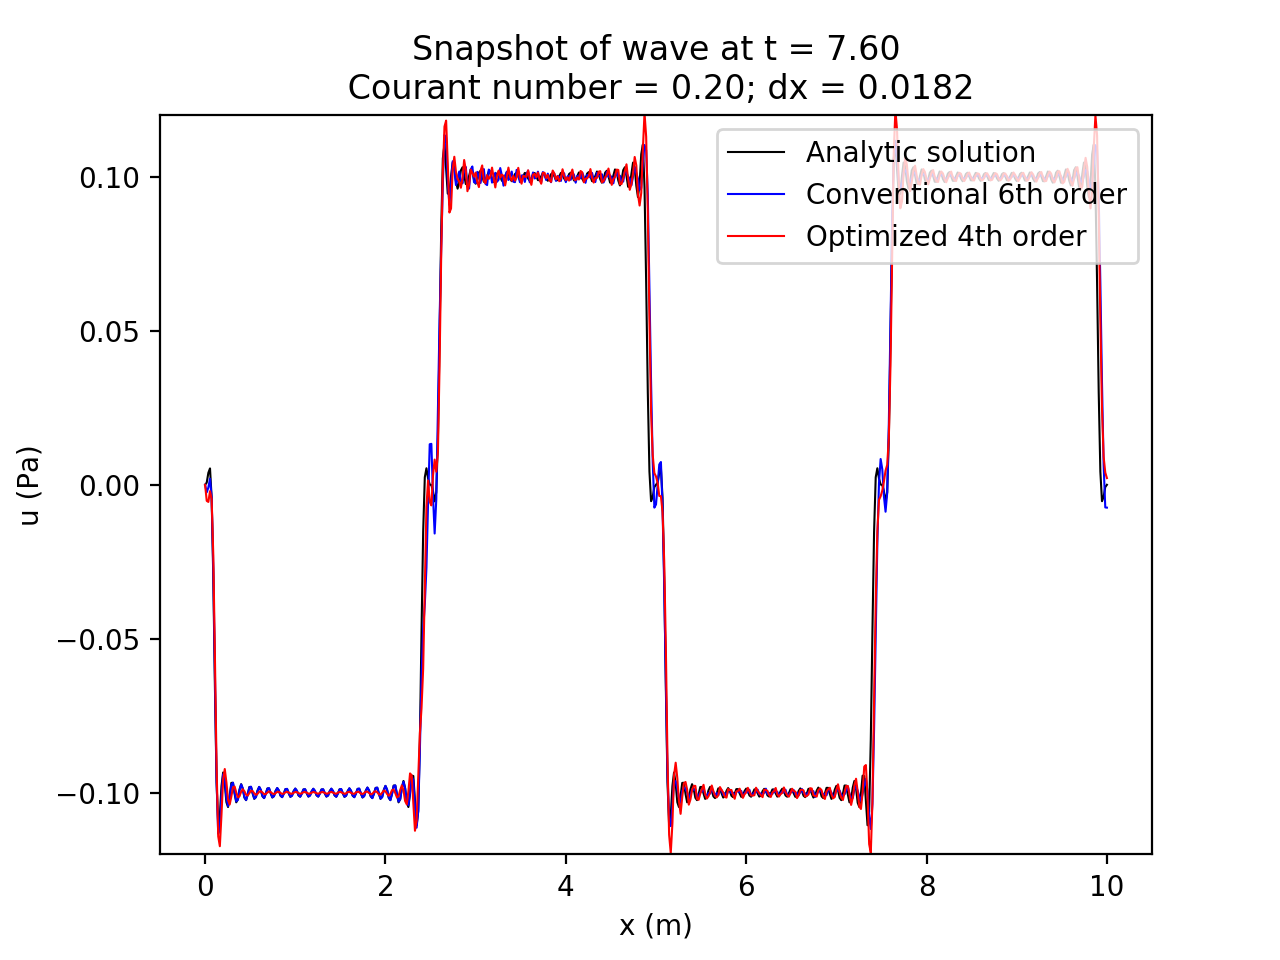 Snapshot of wave at t = 7.60
Courant number = 0.20; dx = 0.0182
Analytic solution
Conventional 6th order
Optimized 4th order
0.10
0.05
0.00
−0.05
−0.10
u (Pa)
0 2 4 6 8 10
x (m)